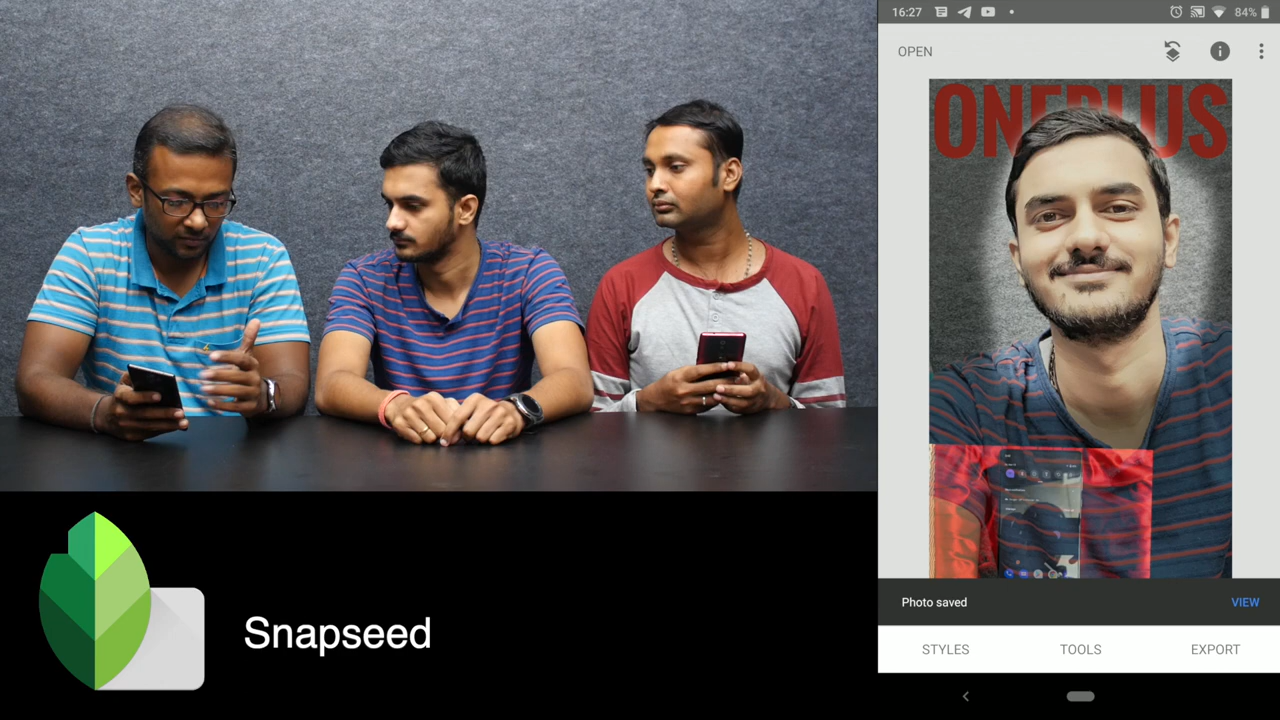 Snapseed
16:27
84%
OPEN
ONEPLUS
Photo saved
VIEW
STYLES
TOOLS
EXPORT